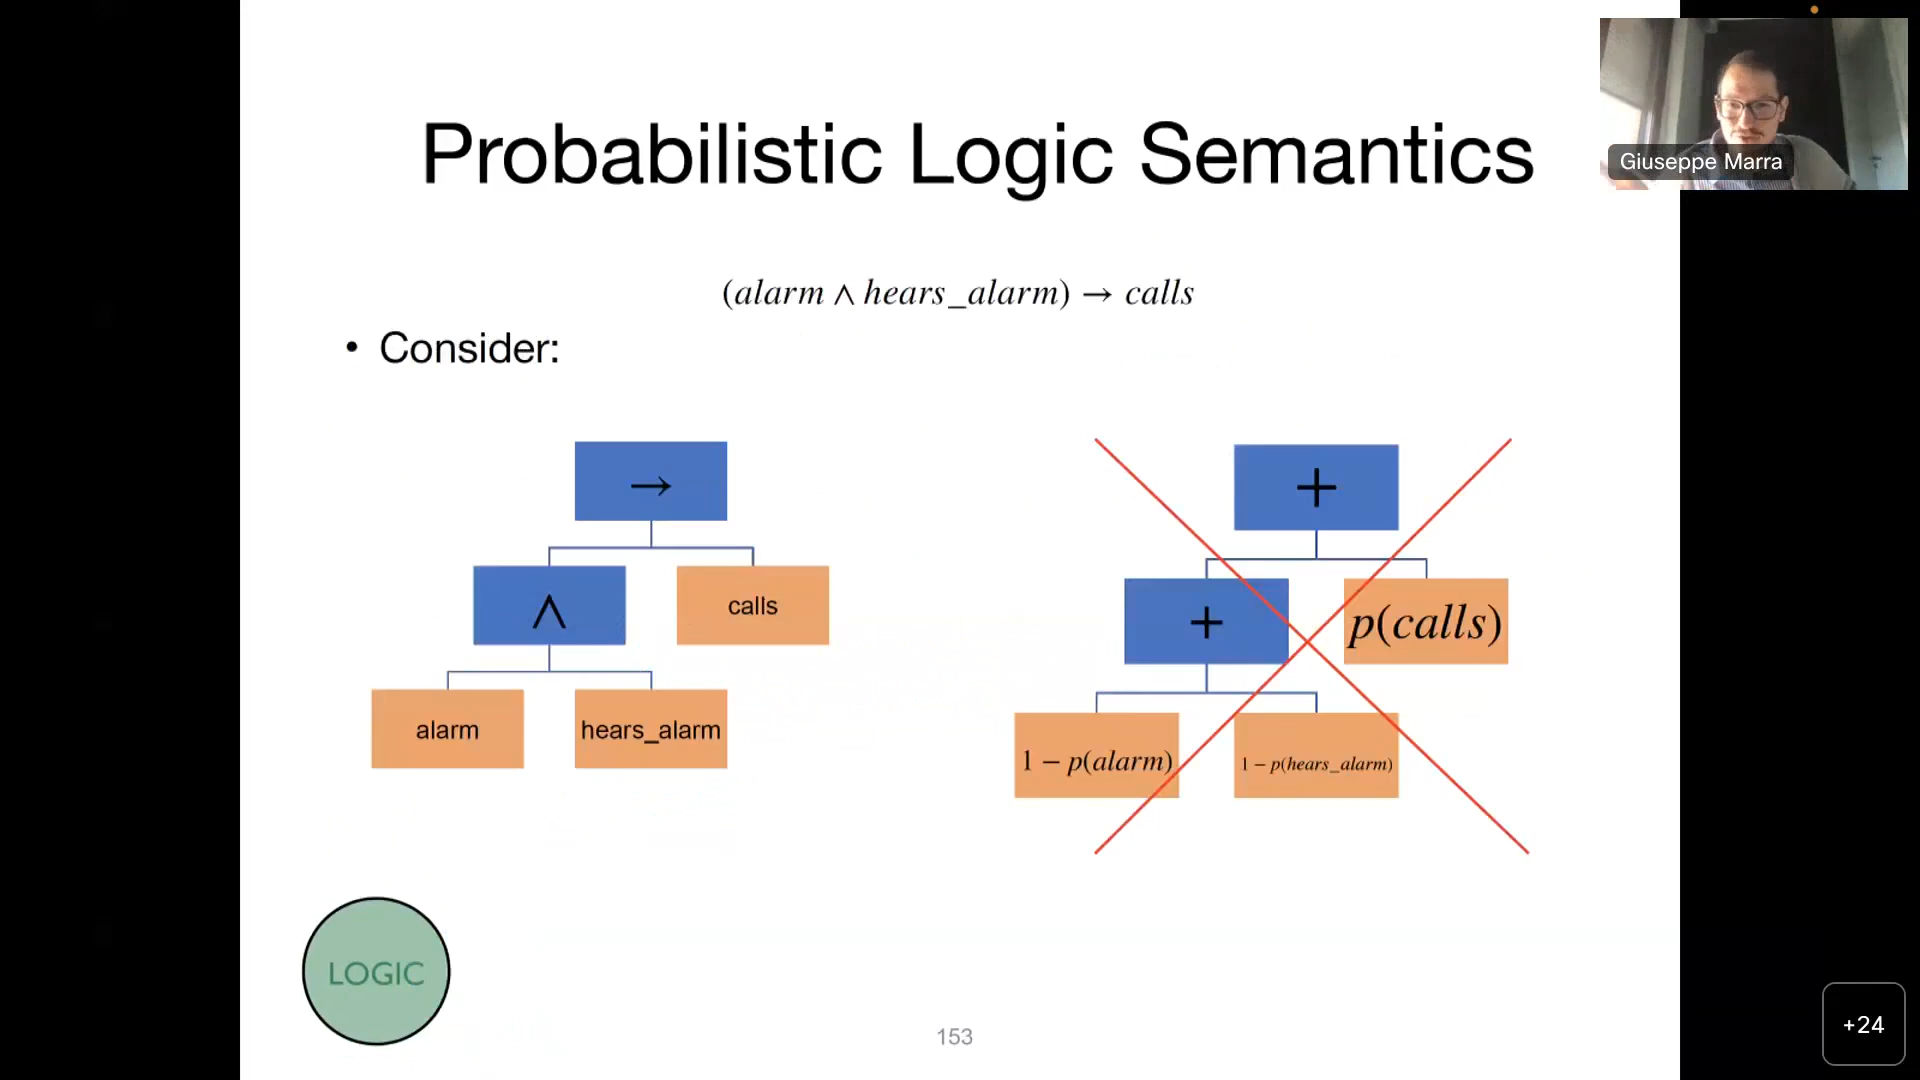 Probabilistic Logic Semantics
Giuseppe Marra
(alarm ∧ hears_alarm) → calls
• Consider:
→
∧
calls
alarm
hears_alarm
+
+
p(calls)
1 − p(alarm)
1 − p(hears_alarm)
LOGIC
153
+24